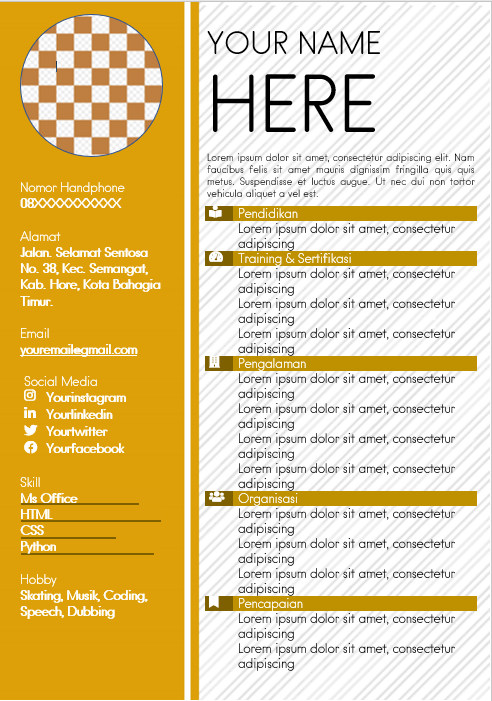 YOUR NAME
HERE
Lorem ipsum dolor sit amet, consectetur adipiscing elit. Nam
faucibus felis sit amet mauris dignissim fringilla quis quis
metus. Suspendisse et luctus augue. Ut nec dui non tortor
vehicula aliquet a vel est.
Nomor Handphone
08XXXXXXXXXX
Alamat
Jalan. Selamat Sentosa
No. 38, Kec. Semangat,
Kab. Hore, Kota Bahagia
Timur.
Email
youremail@gmail.com
Social Media
Yourinstagram
Yourlinkedin
Yourtwitter
Yourfacebook
Skill
Ms Office
HTML
CSS
Python
Hobby
Skating, Musik, Coding,
Speech, Dubbing
Pendidikan
Lorem ipsum dolor sit amet, consectetur
adipiscing
Training & Sertifikasi
Lorem ipsum dolor sit amet, consectetur
adipiscing
Lorem ipsum dolor sit amet, consectetur
adipiscing
Lorem ipsum dolor sit amet, consectetur
adipiscing
Pengalaman
Lorem ipsum dolor sit amet, consectetur
adipiscing
Lorem ipsum dolor sit amet, consectetur
adipiscing
Lorem ipsum dolor sit amet, consectetur
adipiscing
Lorem ipsum dolor sit amet, consectetur
adipiscing
Organisasi
Lorem ipsum dolor sit amet, consectetur
adipiscing
Lorem ipsum dolor sit amet, consectetur
adipiscing
Lorem ipsum dolor sit amet, consectetur
adipiscing
Pencapaian
Lorem ipsum dolor sit amet, consectetur
adipiscing
Lorem ipsum dolor sit amet, consectetur
adipiscing